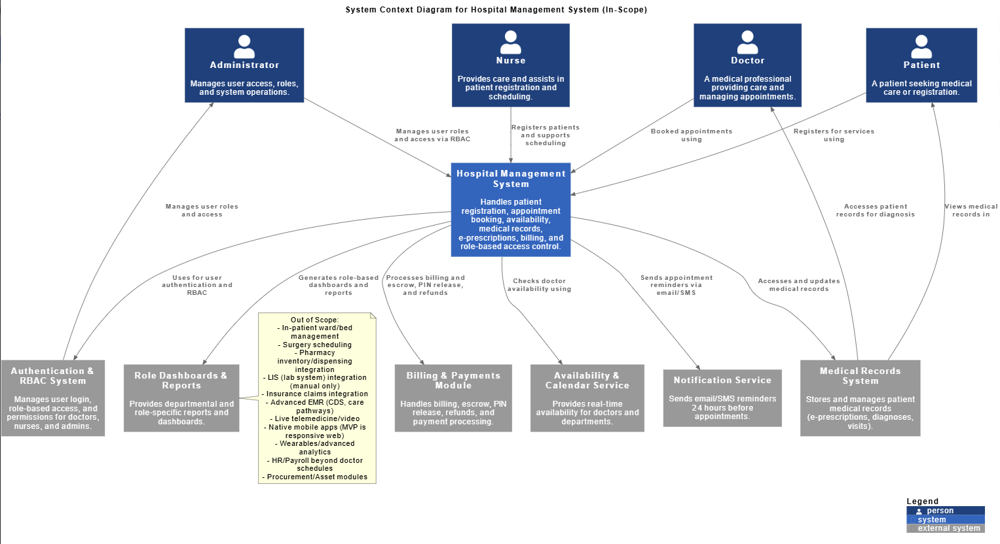 System Context Diagram for Hospital Management System (In-Scope)
Administrator
Manages user access, roles,
and system operations.
Nurse
Provides care and assists in
patient registration and
scheduling.
Doctor
A medical professional
providing care and
managing appointments.
Patient
A patient seeking medical
care or registration.
Manages user roles
and access via RBAC
Registers patients
and supports
scheduling
Booked appointments
using
Registers for services
using
Hospital Management
System
Handles patient
registration, appointment
booking, availability,
medical records,
e-prescriptions, billing, and
role-based access control.
Manages user roles
and access
Accesses patient
records for diagnosis
Views medical
records in
Uses for user
authentication and
RBAC
Generates role-based
dashboards and
reports
Processes billing and
escrow, PIN release,
and refunds
Checks doctor
availability using
Sends appointment
reminders via
email/SMS
Accesses and updates
medical records
Authentication &
RBAC System
Manages user login,
role-based access, and
permissions for doctors,
nurses, and admins.
Role Dashboards &
Reports
Provides departmental and
role-specific reports and
dashboards.
Out of Scope:
- In-patient ward/bed
management
- Surgery scheduling
- Pharmacy
inventory/dispensing
integration
- LIS (lab system) integration
(manual only)
- Insurance claims integration
- Advanced EMR (CDS, care
pathways)
- Live telemedicine/video
- Native mobile apps (MVP is
responsive web)
- Wearables/advanced
analytics
- HR/Payroll beyond doctor
schedules
- Procurement/Asset modules
Billing & Payments
Module
Handles billing, escrow, PIN
release, refunds, and
payment processing.
Availability &
Calendar Service
Provides real-time
availability for doctors and
departments.
Notification Service
Sends email/SMS reminders
24 hours before
appointments.
Medical Records
System
Stores and manages patient
medical records
(e-prescriptions, diagnoses,
visits).
Legend
person
system
external system